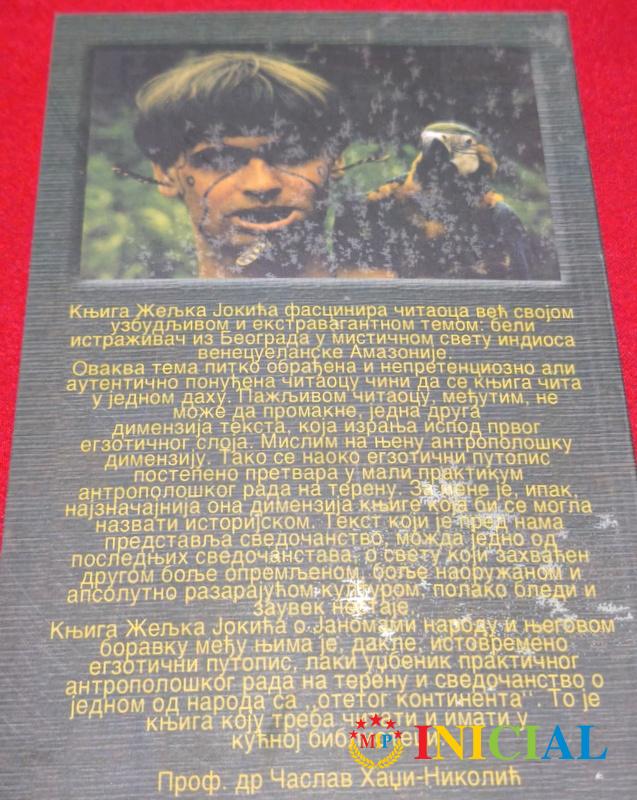 Књига Жељка Јокића фасцинира читаоца већ својом
узбудљивом и екстравагантном темом: бели
истраживач из Београда у мистичном свету индиоса
венецуеланске Амазоније.
Оваква тема питко обрађена и непретенциозно али
аутентично понуђена читаоцу чини да се књига чита
у једном даху. Пажљивом читаоцу, међутим, не
може да промакне, једна друга
димензија текста, која израња испод првог
егзотичног слоја. Мислим на њену антрополошку
димензију. Тако се наоко егзотични путопис
постепено претвара у мали практикум
антрополошког рада на терену. За мене је, ипак,
најзначајнија она димензија књиге која би се могла
назвати историјском. Текст који је пред нама
представља сведочанство, можда једно од
последњих сведочанстава, о свету који захваћен
другом боље опремљеном, боље наоружаном и
апсолутно разарајућом културом, полако бледи и
заувек нестаје.
Књига Жељка Јокића о Јаномами народу и његовом
боравку међу њима је, дакле, истовремено
егзотични путопис, лаки уџбеник практичног
антрополошког рада на терену и сведочанство о
једном од народа са ,,отетог континента''. То је
књига коју треба читати и имати у
кућној
Проф. др Часлав Хаџи-Николић
MP INICIAL